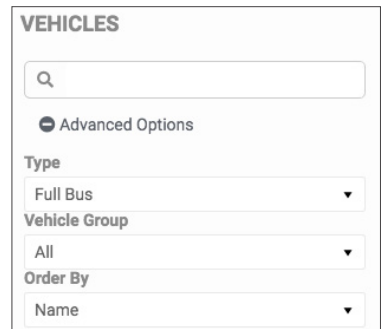 VEHICLES
Advanced Options
Type
Full Bus
Vehicle Group
All
Order By
Name